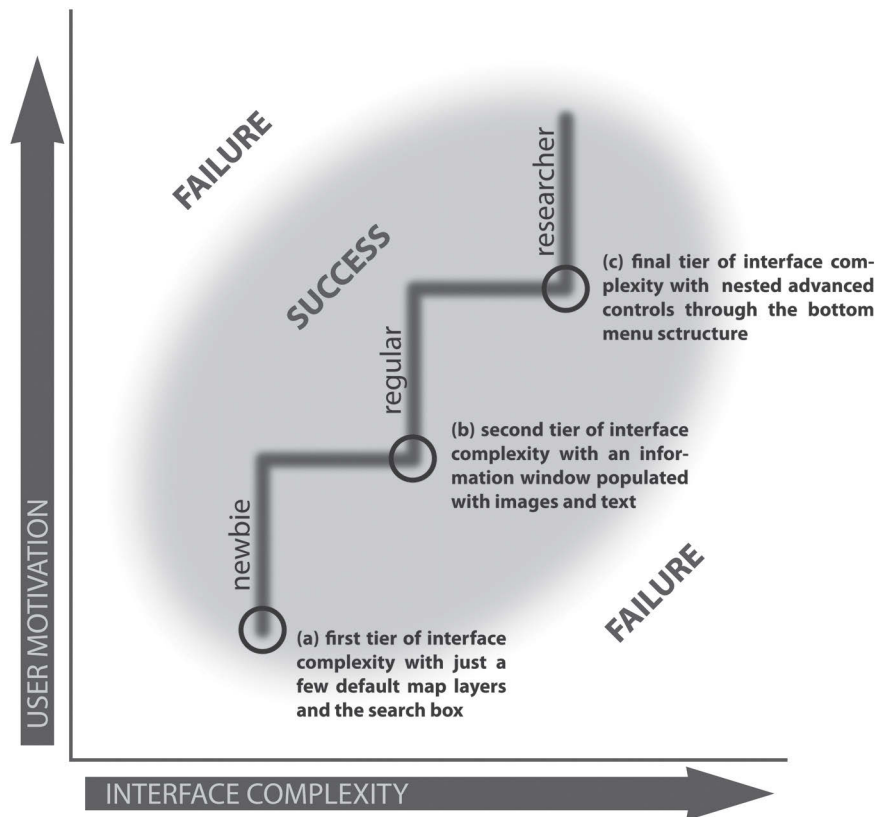 FAILURE
SUCCESS
researcher
(c) final tier of interface com-
plexity with nested advanced
controls through the bottom
menu sctructure
regular
(b) second tier of interface
complexity with an infor-
mation window populated
with images and text
newbie
FAILURE
(a) first tier of interface
complexity with just a
few default map layers
and the search box
USER MOTIVATION
INTERFACE COMPLEXITY